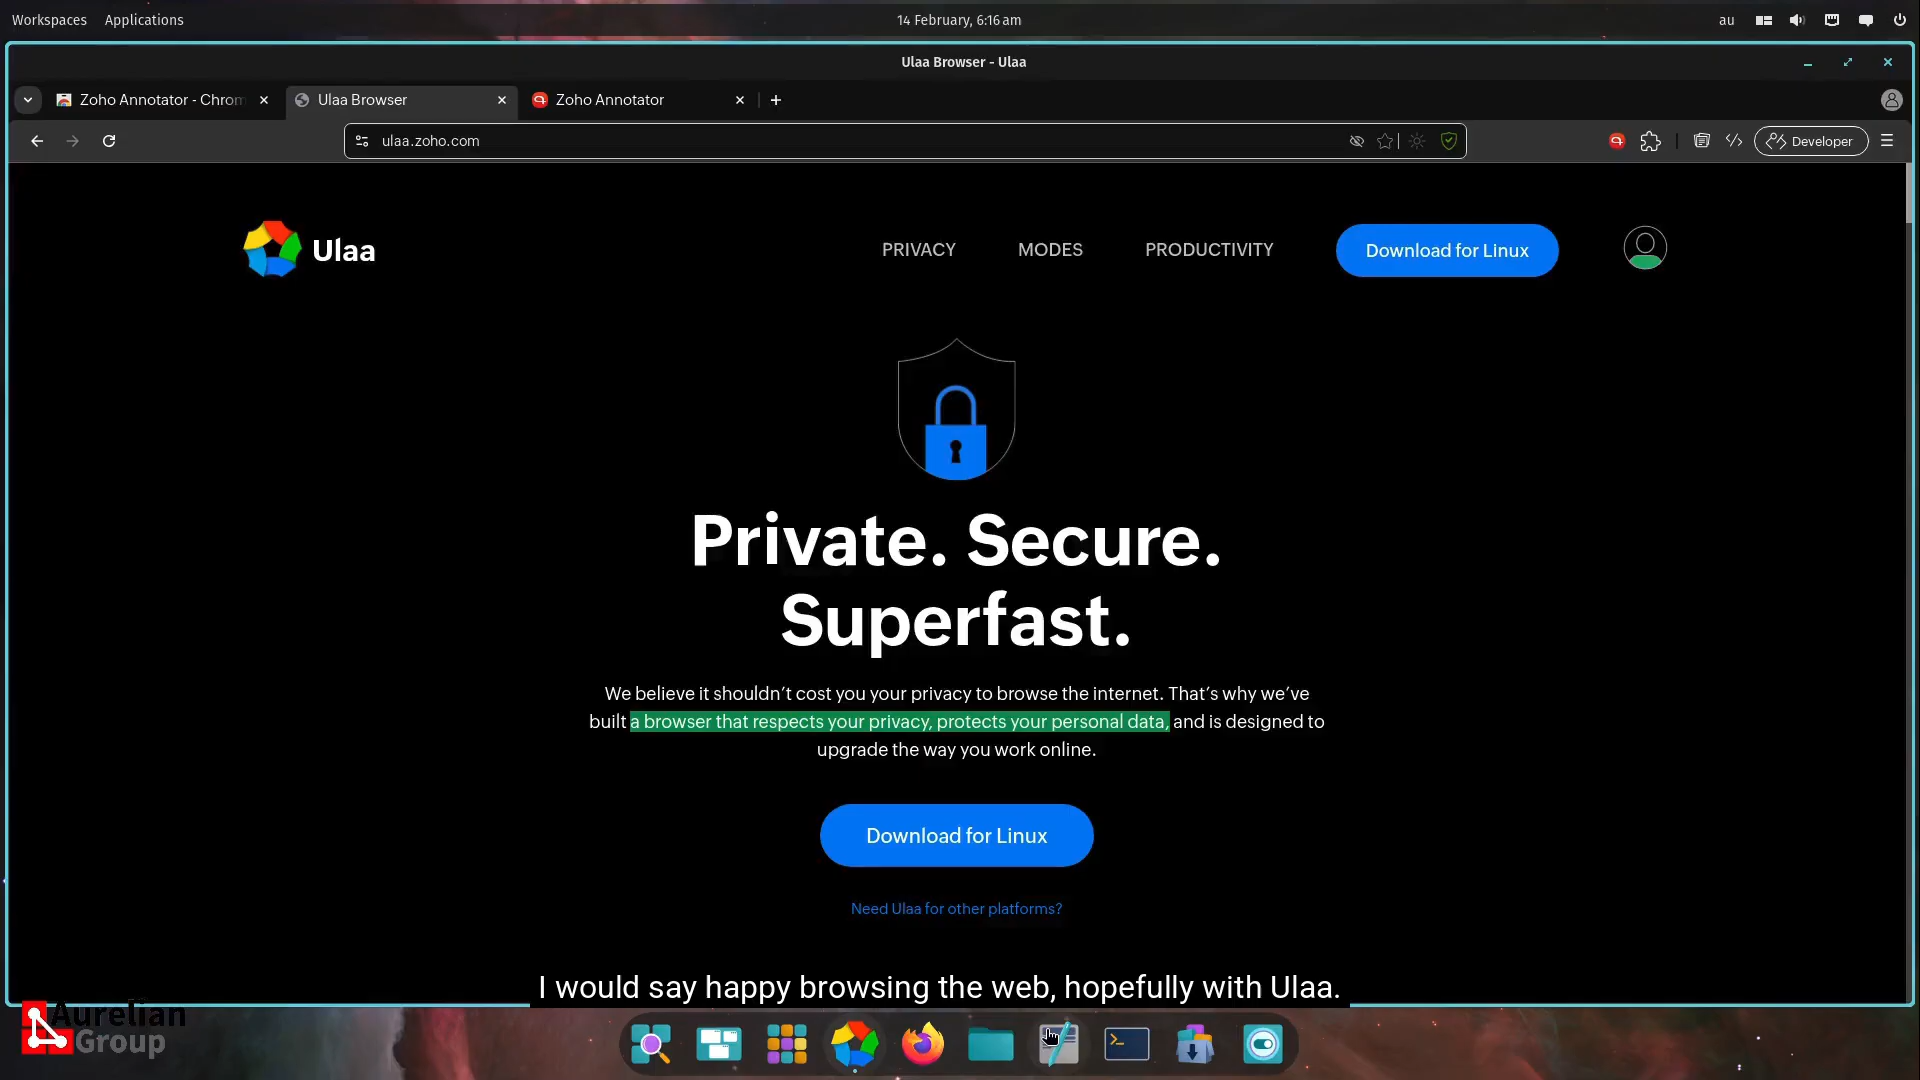 Workspaces Applications 14 February, 6:16 am au
Ulaa Browser - Ulaa
Zoho Annotator - Chrom Ulaa Browser Zoho Annotator
ulaa.zoho.com Developer
Ulaa PRIVACY MODES PRODUCTIVITY Download for Linux
Private. Secure.
Superfast.
We believe it shouldn’t cost you your privacy to browse the internet. That’s why we’ve
built a browser that respects your privacy, protects your personal data, and is designed to
upgrade the way you work online.
Download for Linux
Need Ulaa for other platforms?
I would say happy browsing the web, hopefully with Ulaa.
Aurelian
Group